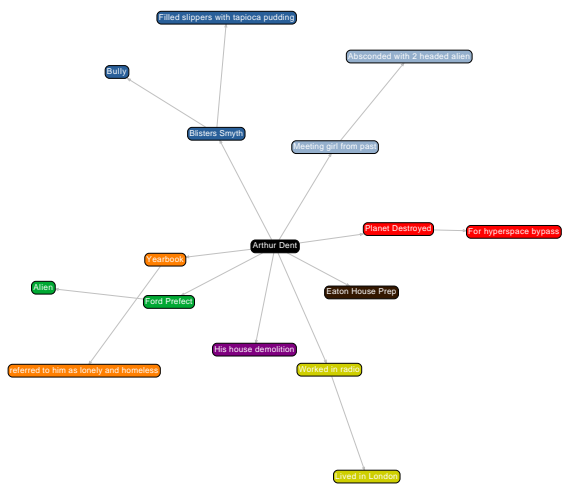 Filled slippers with tapioca pudding
Absconded with 2 headed alien
Bully
Blisters Smyth
Meeting girl from past
Planet Destroyed
For hyperspace bypass
Arthur Dent
Yearbook
Alien
Eaton House Prep
Ford Prefect
His house demolition
referred to him as lonely and homeless
Worked in radio
Lived in London